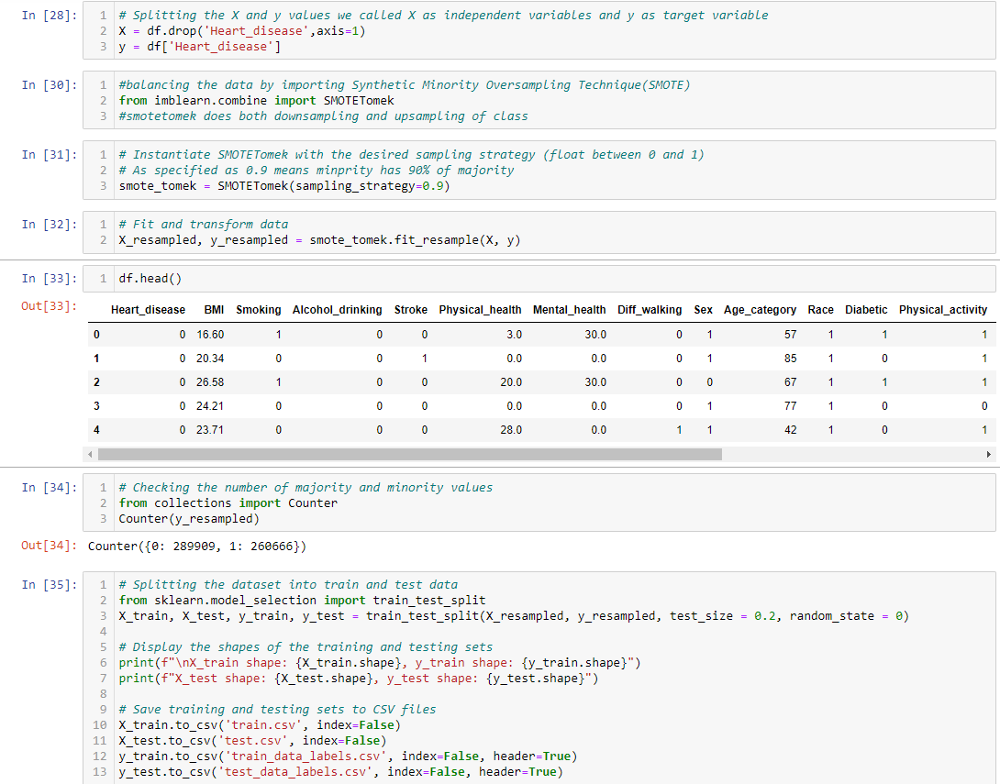 In [28]:
1 # Splitting the X and y values we called X as independent variables and y as target variable
2 X = df.drop('Heart_disease',axis=1)
3 y = df['Heart_disease']
In [30]:
1 #balancing the data by importing Synthetic Minority Oversampling Technique(SMOTE)
2 from imblearn.combine import SMOTETomek
3 #smotetomek does both downsampling and upsampling of class
In [31]:
1 # Instantiate SMOTETomek with the desired sampling strategy (float between 0 and 1)
2 # As specified as 0.9 means minprity has 90% of majority
3 smote_tomek = SMOTETomek(sampling_strategy=0.9)
In [32]:
1 # Fit and transform data
2 X_resampled, y_resampled = smote_tomek.fit_resample(X, y)
In [33]:
1 df.head()
Out[33]:
Heart_disease BMI Smoking Alcohol_drinking Stroke Physical_health Mental_health Diff_walking Sex Age_category Race Diabetic Physical_activity
0 0 16.60 1 0 0 3.0 30.0 0 1 57 1 1 1
1 0 20.34 0 0 1 0.0 0.0 0 1 85 1 0 1
2 0 26.58 1 0 0 20.0 30.0 0 0 67 1 1 1
3 0 24.21 0 0 0 0.0 0.0 0 1 77 1 0 0
4 0 23.71 0 0 0 28.0 0.0 1 1 42 1 0 1
In [34]:
1 # Checking the number of majority and minority values
2 from collections import Counter
3 Counter(y_resampled)
Out[34]: Counter({0: 289909, 1: 260666})
In [35]:
1 # Splitting the dataset into train and test data
2 from sklearn.model_selection import train_test_split
3 X_train, X_test, y_train, y_test = train_test_split(X_resampled, y_resampled, test_size = 0.2, random_state = 0)
4
5 # Display the shapes of the training and testing sets
6 print(f"\nX_train shape: {X_train.shape}, y_train shape: {y_train.shape}")
7 print(f"X_test shape: {X_test.shape}, y_test shape: {y_test.shape}")
8
9 # Save training and testing sets to CSV files
10 X_train.to_csv('train.csv', index=False)
11 X_test.to_csv('test.csv', index=False)
12 y_train.to_csv('train_data_labels.csv', index=False, header=True)
13 y_test.to_csv('test_data_labels.csv', index=False, header=True)